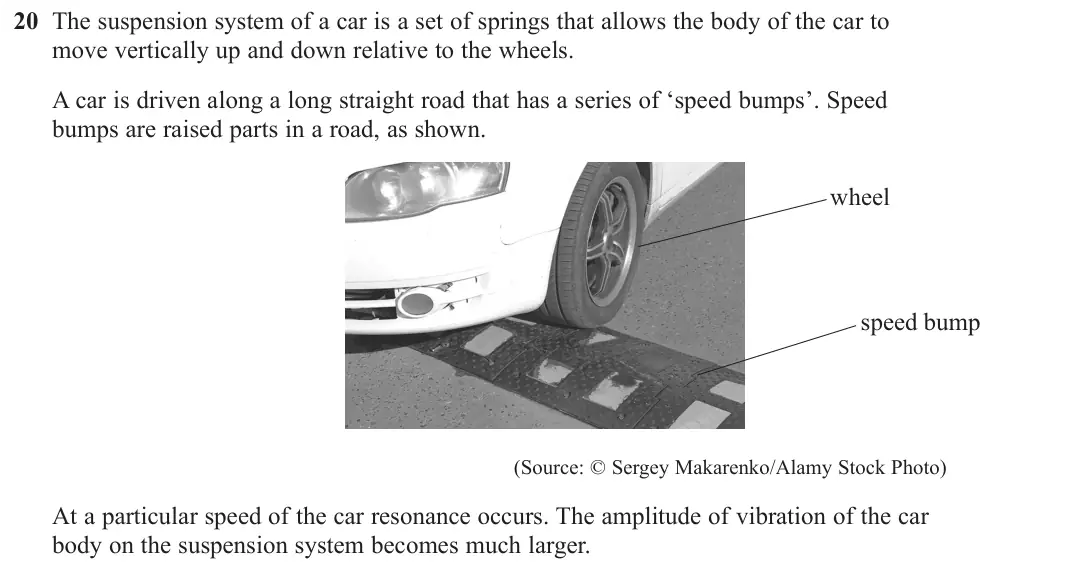 20 The suspension system of a car is a set of springs that allows the body of the car to
move vertically up and down relative to the wheels.
A car is driven along a long straight road that has a series of ‘speed bumps’. Speed
bumps are raised parts in a road, as shown.
wheel
speed bump
(Source: © Sergey Makarenko/Alamy Stock Photo)
At a particular speed of the car resonance occurs. The amplitude of vibration of the car
body on the suspension system becomes much larger.